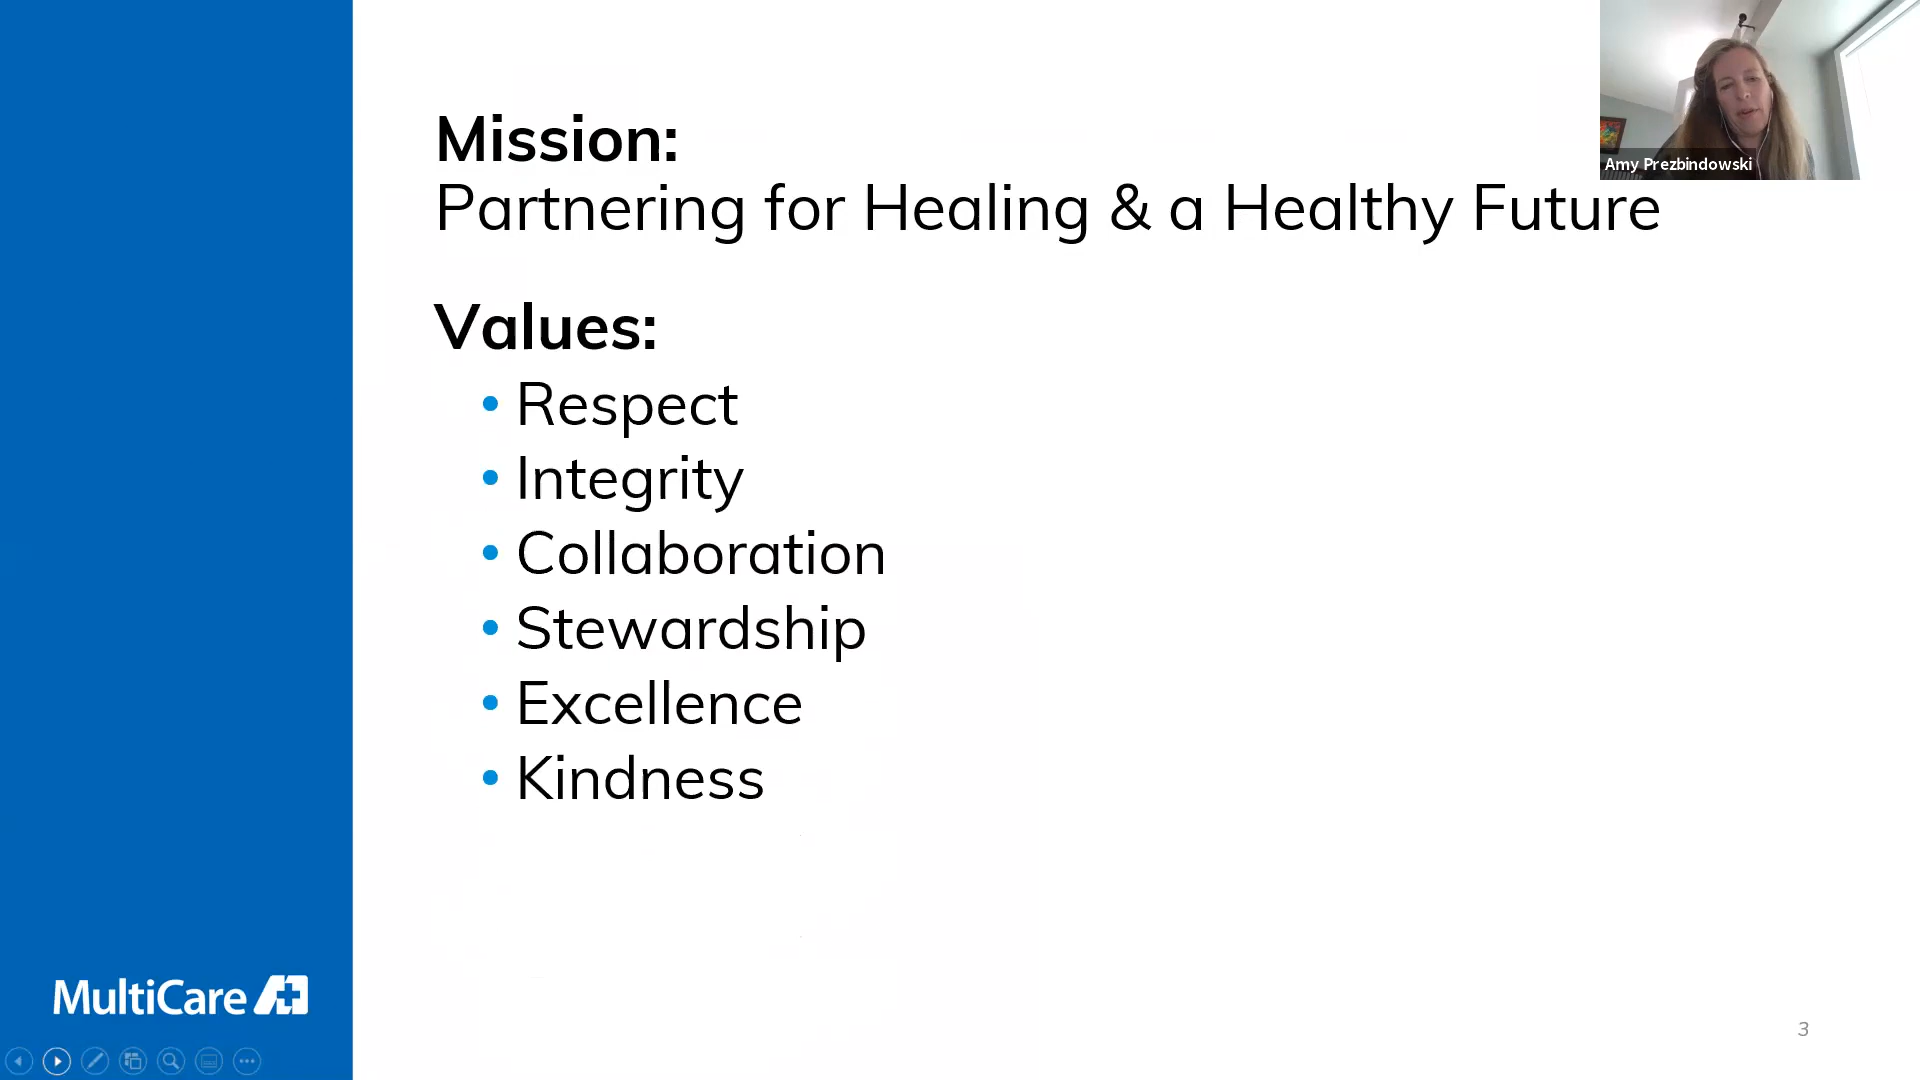 Mission:
Partnering for Healing & a Healthy Future
Values:
• Respect
• Integrity
• Collaboration
• Stewardship
• Excellence
• Kindness
Amy Prezbindowski
MultiCare
3